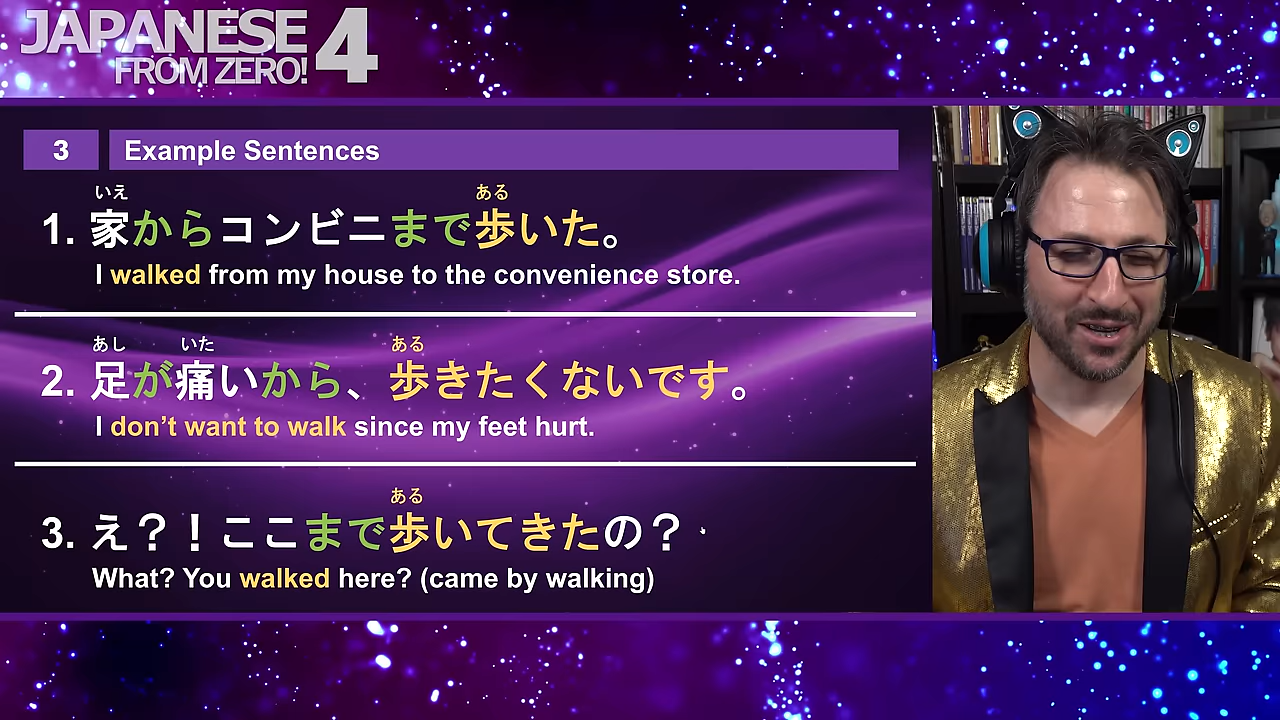 JAPANESE
FROM ZERO! 4
3 Example Sentences
いえ ある
1. 家からコンビニまで歩いた。
I walked from my house to the convenience store.
あし いた ある
2. 足が痛いから、歩きたくないです。
I don't want to walk since my feet hurt.
ある
3. え？！ここまで歩いてきたの？
What? You walked here? (came by walking)